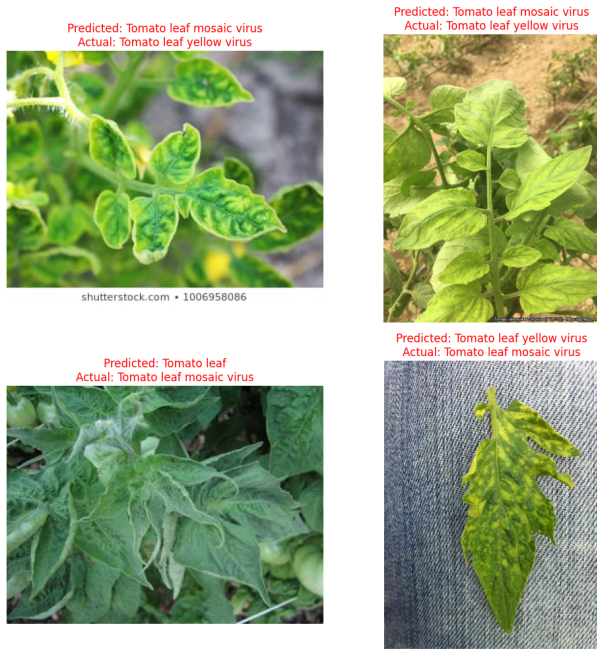 Predicted: Tomato leaf mosaic virus
Actual: Tomato leaf yellow virus
Predicted: Tomato leaf mosaic virus
Actual: Tomato leaf yellow virus
shutterstock.com • 1006958086
Predicted: Tomato leaf
Actual: Tomato leaf mosaic virus
Predicted: Tomato leaf yellow virus
Actual: Tomato leaf mosaic virus